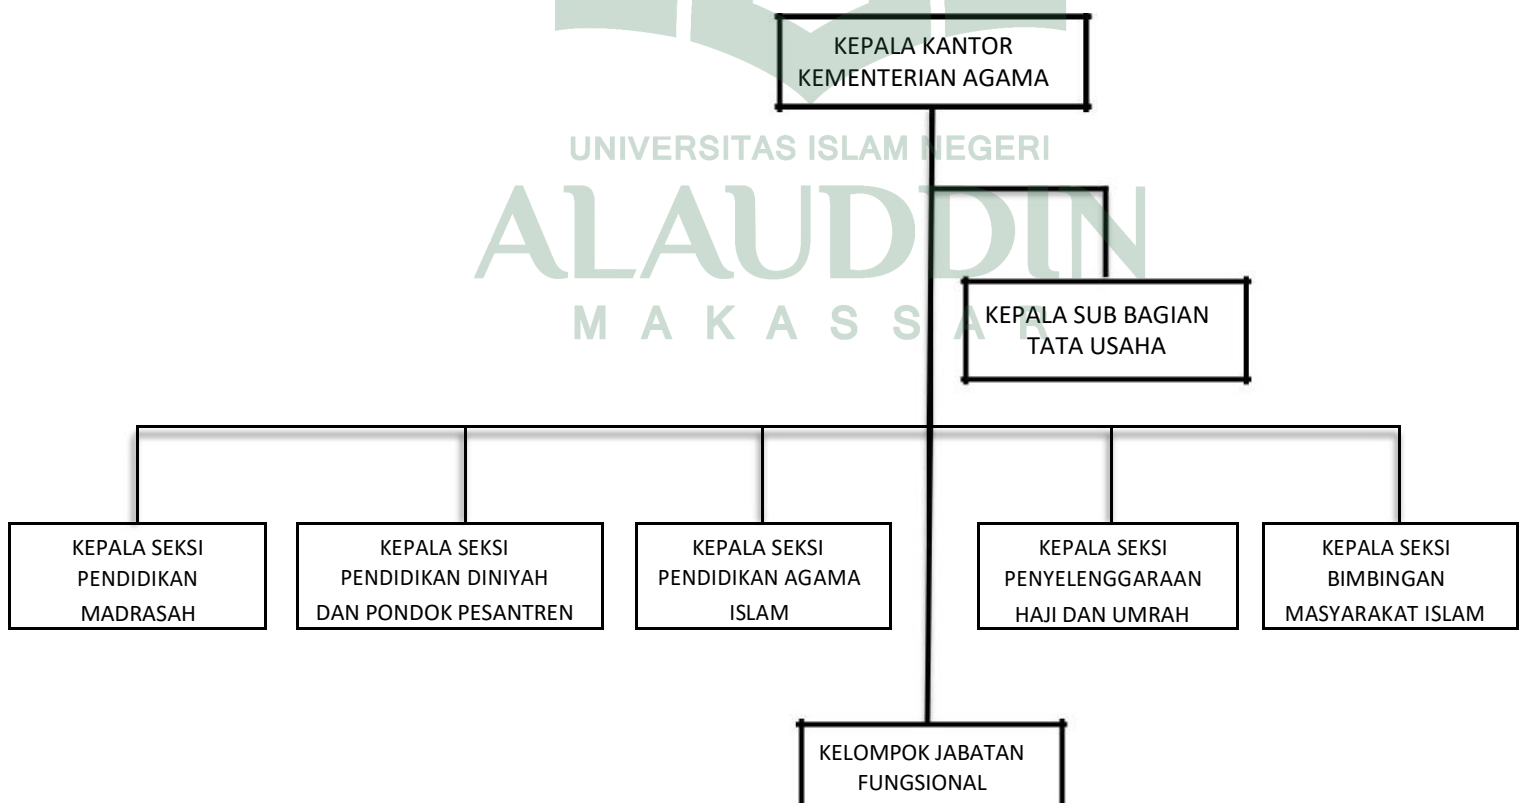 KEPALA KANTOR
KEMENTERIAN AGAMA
UNIVERSITAS ISLAM NEGERI
ALAUDDIN
MAKASSAR
KEPALA SUB BAGIAN
TATA USAHA
KEPALA SEKSI
PENDIDIKAN
MADRASAH
KEPALA SEKSI
PENDIDIKAN DINIYAH
DAN PONDOK PESANTREN
KEPALA SEKSI
PENDIDIKAN AGAMA
ISLAM
KEPALA SEKSI
PENYELENGGARAAN
HAJI DAN UMRAH
KEPALA SEKSI
BIMBINGAN
MASYARAKAT ISLAM
KELOMPOK JABATAN
FUNGSIONAL